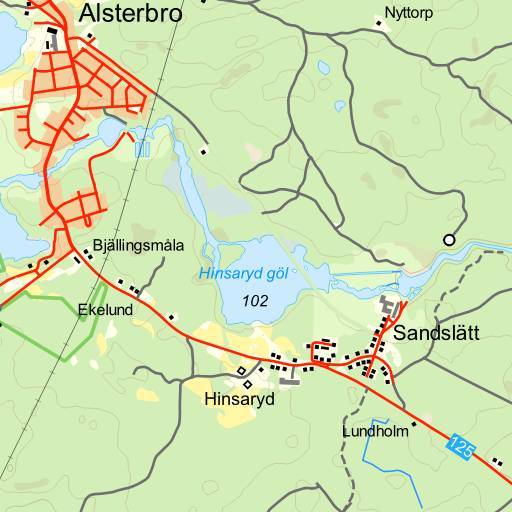 Alsterbro
Nyttorp
Bjällingsmåla
Hinsaryd göl
102
Ekelund
Sandslätt
Hinsaryd
Lundholm
125